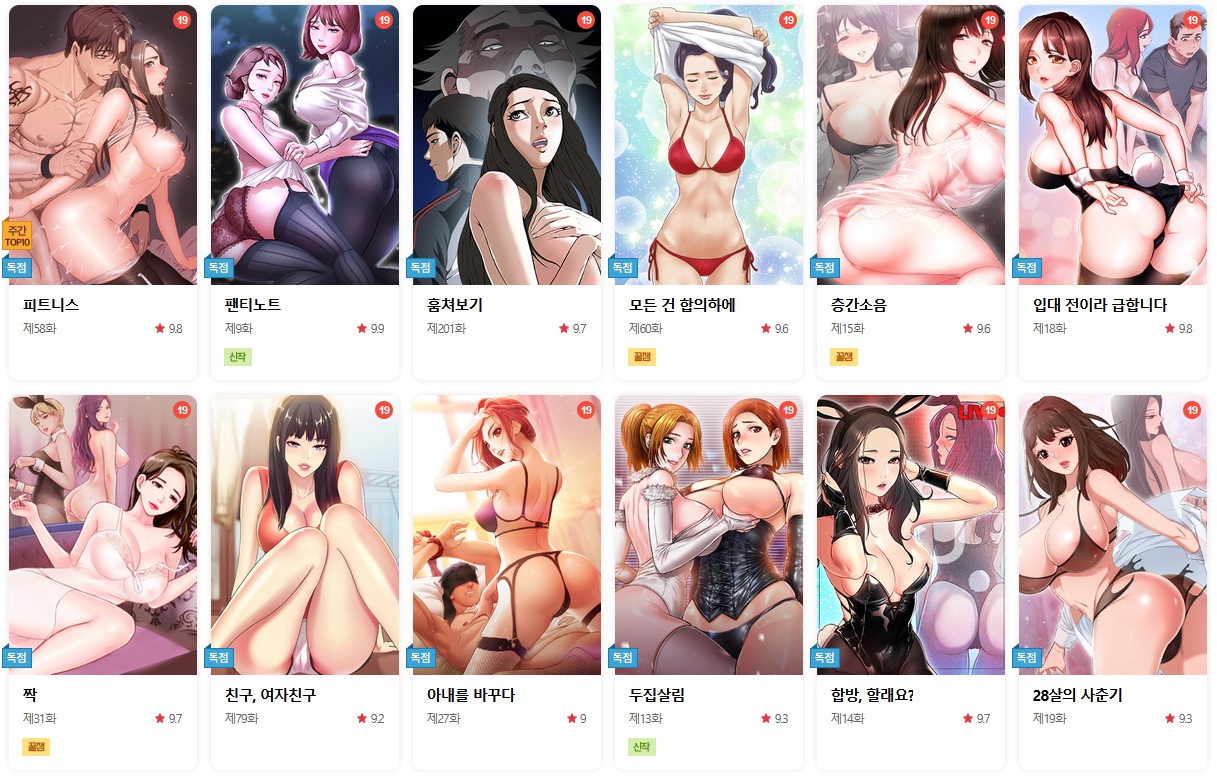 19
19
19
19
19
19
주간
TOP10
독점
독점
독점
독점
독점
독점
피트니스
제58화 ★ 9.8
팬티노트
제9화 ★ 9.9
신작
훔쳐보기
제201화 ★ 9.7
모든 건 합의하에
제60화 ★ 9.6
꿀잼
층간소음
제15화 ★ 9.6
꿀잼
입대 전이라 급합니다
제18화 ★ 9.8
19
19
19
19
LIVE
19
19
독점
독점
독점
독점
독점
독점
짝
제31화 ★ 9.7
꿀잼
친구, 여자친구
제79화 ★ 9.2
아내를 바꾸다
제27화 ★ 9
두집살림
제13화 ★ 9.3
신작
합방, 할래요?
제14화 ★ 9.7
28살의 사춘기
제19화 ★ 9.3